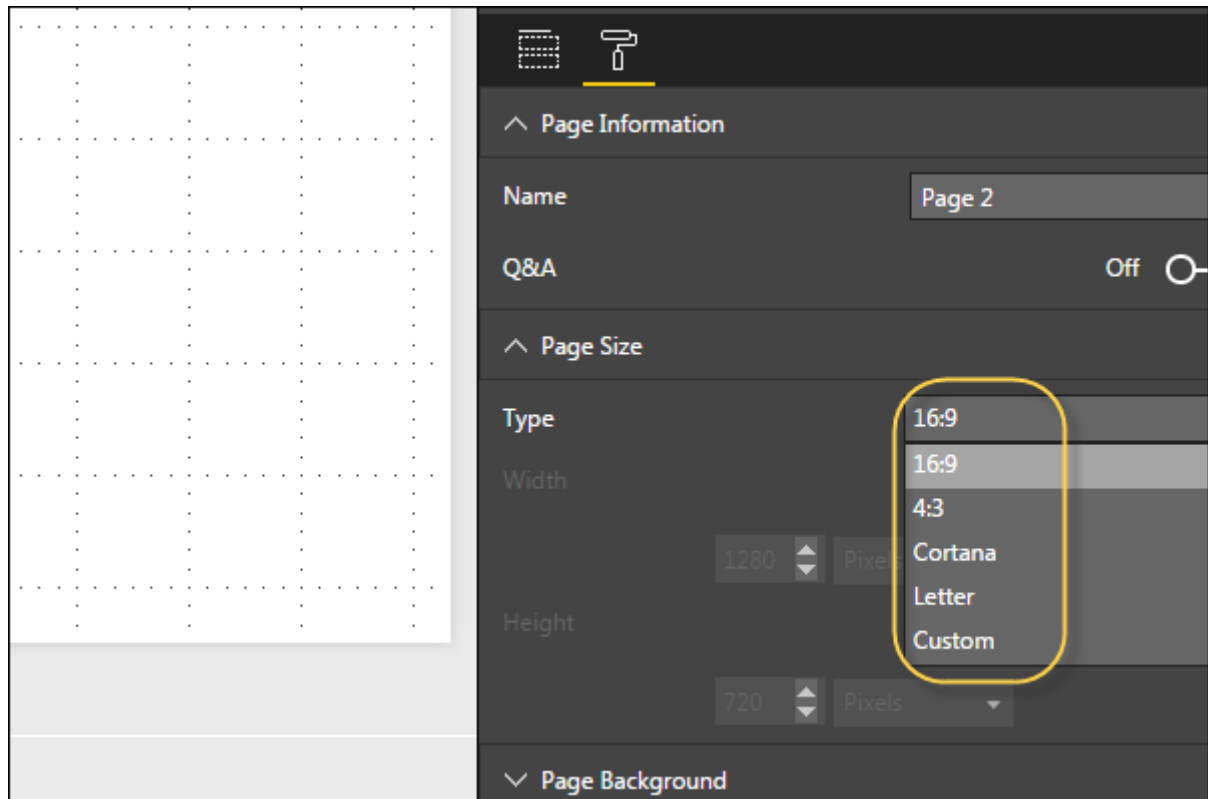 Page Information
Name Page 2
Q&A Off
Page Size
Type 16:9
16:9
Width
4:3
Cortana
1280 Pixels
Letter
Height
Custom
720 Pixels
Page Background